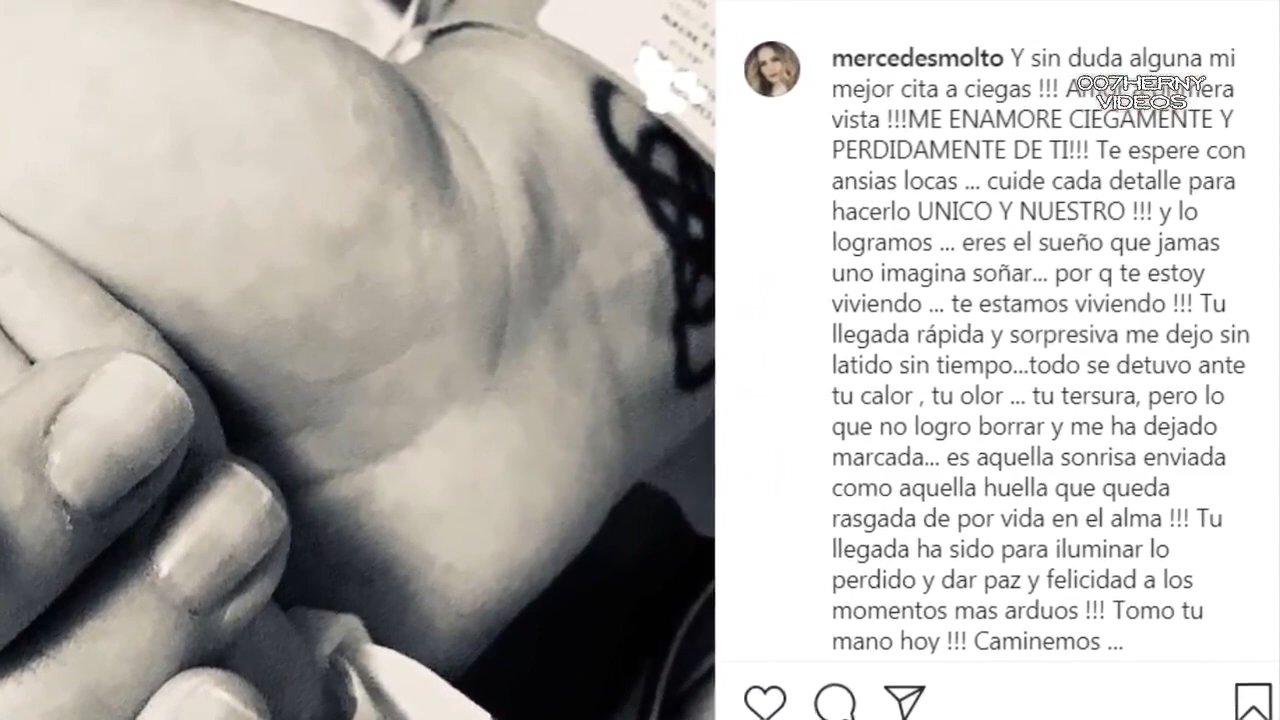 mercedesmolto Y sin duda alguna mi
mejor cita a ciegas !!!
007HERNY
VIDEOS
vista !!!ME ENAMORE CIEGAMENTE Y
PERDIDAMENTE DE TI!!! Te espere con
ansias locas ... cuide cada detalle para
hacerlo UNICO Y NUESTRO !!! y lo
logramos ... eres el sueño que jamas
uno imagina soñar... por q te estoy
viviendo ... te estamos viviendo !!! Tu
llegada rápida y sorpresiva me dejo sin
latido sin tiempo...todo se detuvo ante
tu calor , tu olor ... tu tersura, pero lo
que no logro borrar y me ha dejado
marcada... es aquella sonrisa enviada
como aquella huella que queda
rasgada de por vida en el alma !!! Tu
llegada ha sido para iluminar lo
perdido y dar paz y felicidad a los
momentos mas arduos !!! Tomo tu
mano hoy !!! Caminemos ...